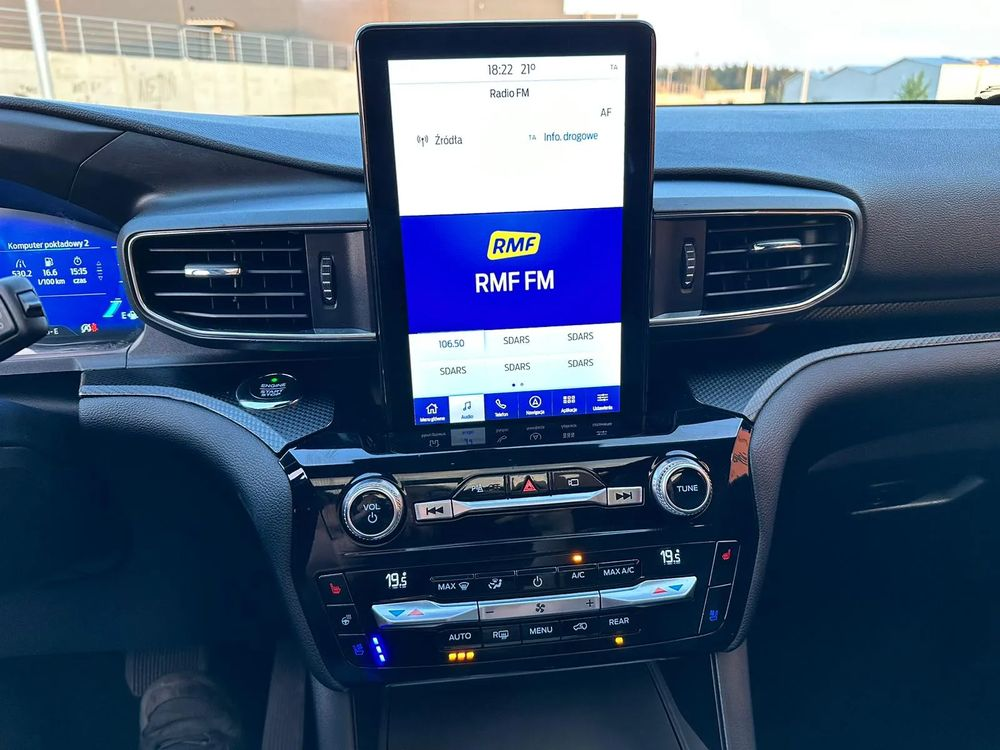 18:22 21° TA
Radio FM
AF
Źródła TA Info. drogowe
RMF
RMF FM
106.50 SDARS SDARS
SDARS SDARS SDARS
Menu główne Audio Telefon Nawigacja Aplikacje Ustawienia
Komputer pokładowy 2
530.2 16.6 15:15
l/100 km czas
E
ENGINE
START
STOP
VOL
TUNE
OFF
19.5 19.5
MAX A/C MAX A/C
AUTO R MENU REAR